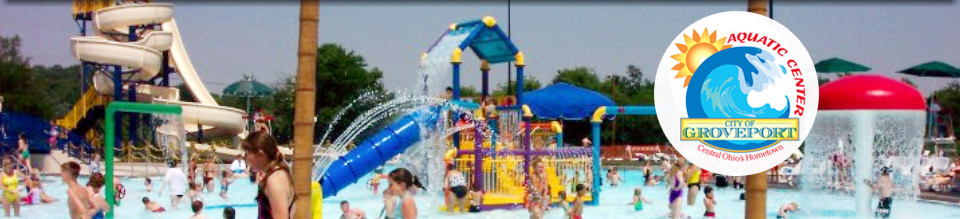 AQUATIC CENTER
CITY OF
GROVEPORT
Central Ohio's Hometown